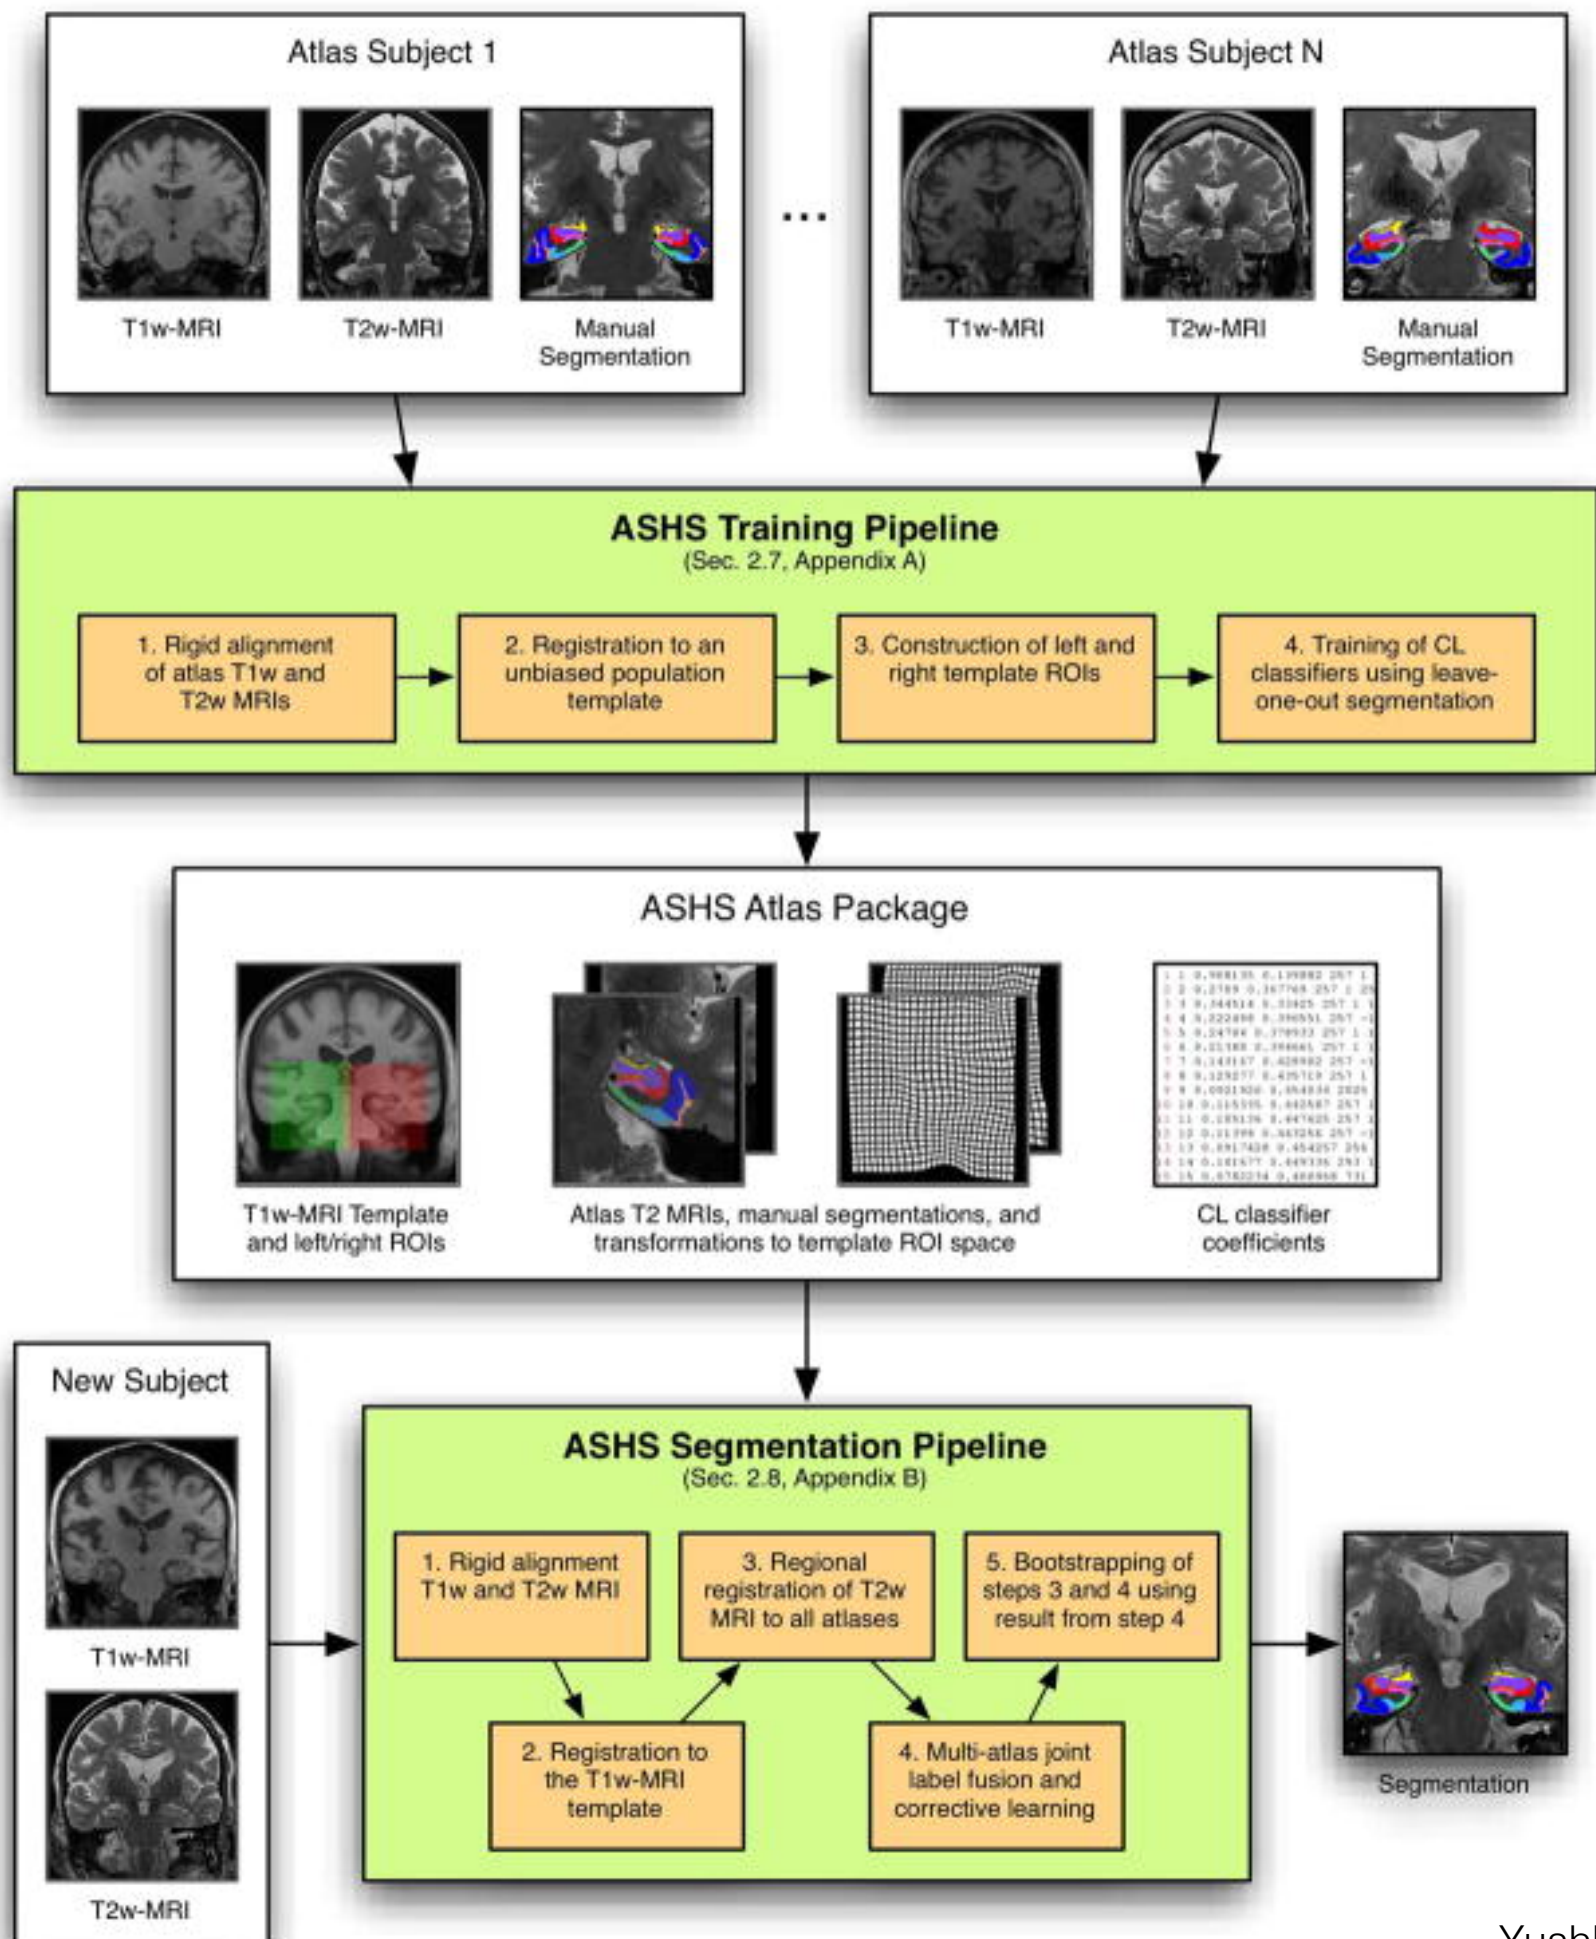 Atlas Subject 1
T1w-MRI
T2w-MRI
Manual
Segmentation
...
Atlas Subject N
T1w-MRI
T2w-MRI
Manual
Segmentation
ASHS Training Pipeline
(Sec. 2.7, Appendix A)
1. Rigid alignment
of atlas T1w and
T2w MRIs
2. Registration to an
unbiased population
template
3. Construction of left and
right template ROIs
4. Training of CL
classifiers using leave-
one-out segmentation
ASHS Atlas Package
T1w-MRI Template
and left/right ROIs
Atlas T2 MRIs, manual segmentations, and
transformations to template ROI space
CL classifier
coefficients
New Subject
T1w-MRI
T2w-MRI
ASHS Segmentation Pipeline
(Sec. 2.8, Appendix B)
1. Rigid alignment
T1w and T2w MRI
2. Registration to
the T1w-MRI
template
3. Regional
registration of T2w
MRI to all atlases
4. Multi-atlas joint
label fusion and
corrective learning
5. Bootstrapping of
steps 3 and 4 using
result from step 4
Segmentation